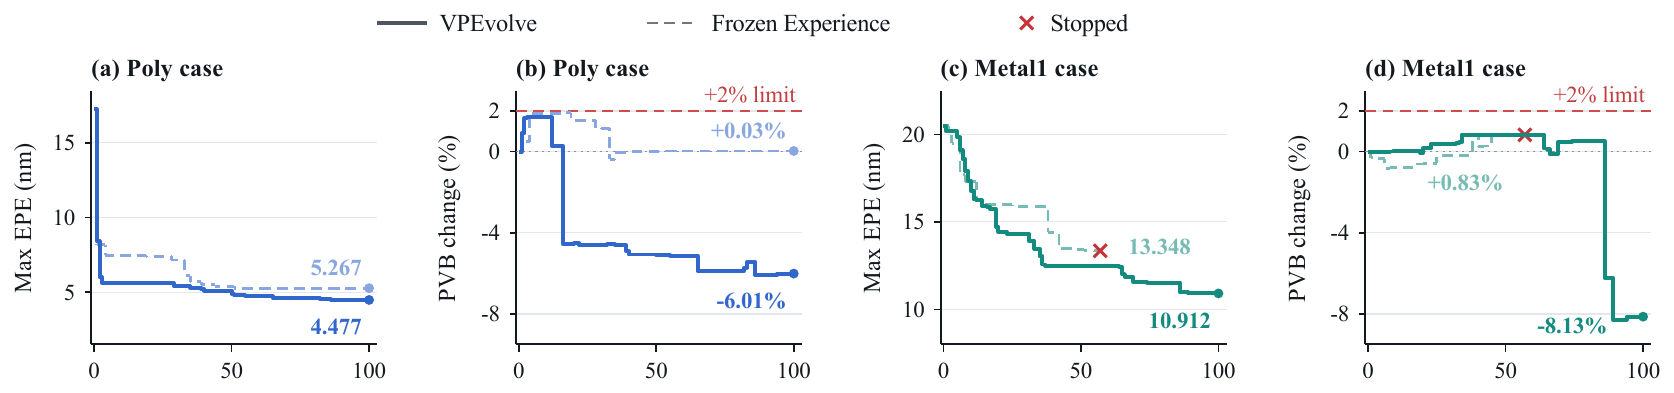 VPEvolve Frozen Experience Stopped
(a) Poly case
Max EPE (nm)
15
10
5
5.267
4.477
0 50 100
(b) Poly case
PVB change (%)
2
0
-4
-8
+2% limit
+0.03%
-6.01%
0 50 100
(c) Metal1 case
Max EPE (nm)
20
15
10
13.348
10.912
0 50 100
(d) Metal1 case
PVB change (%)
2
0
-4
-8
+2% limit
+0.83%
-8.13%
0 50 100